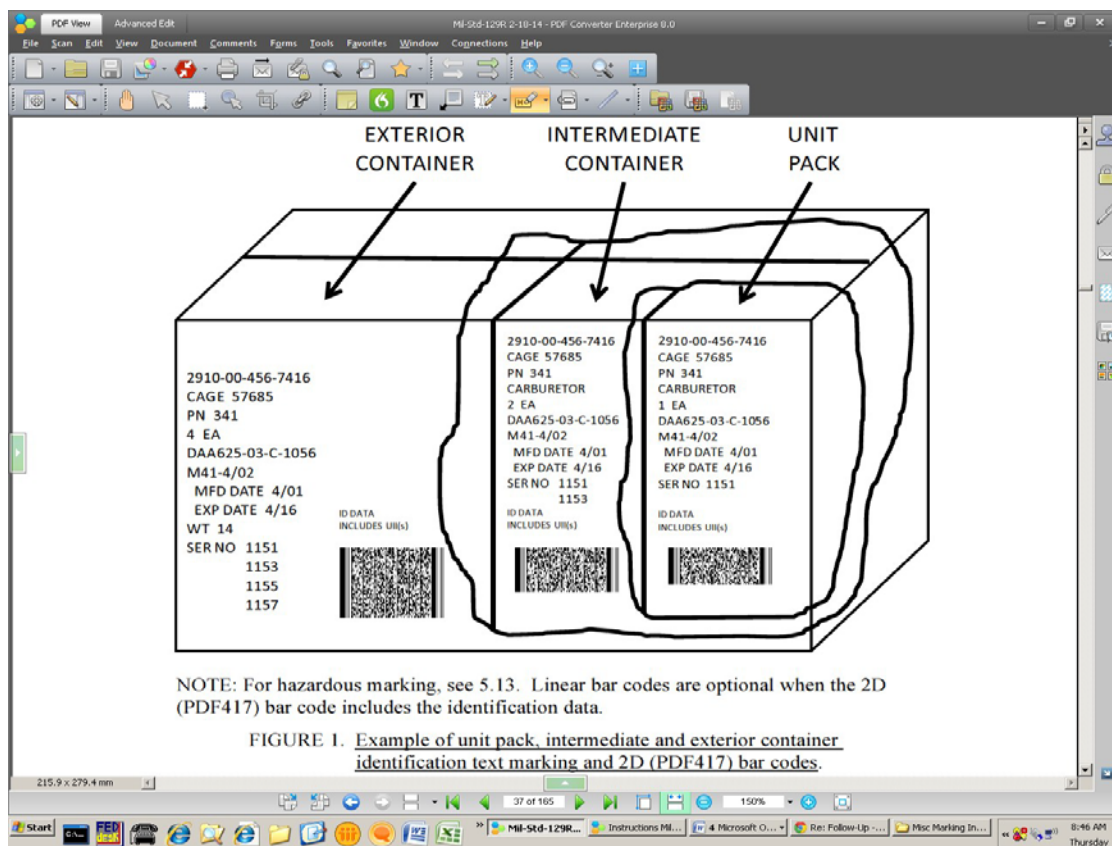 PDF View Advanced Edit Mil-Std-129R 2-10-14 - PDF Converter Enterprise 8.0
File Scan Edit View Document Comments Forms Tools Favorites Window Connections Help
EXTERIOR
CONTAINER
INTERMEDIATE
CONTAINER
UNIT
PACK
2910-00-456-7416
CAGE 57685
PN 341
4 EA
DAA625-03-C-1056
M41-4/02
MFD DATE 4/01
EXP DATE 4/16
WT 14
SER NO 1151
1153
1155
1157
ID DATA
INCLUDES UII(s)
2910-00-456-7416
CAGE 57685
PN 341
CARBURETOR
2 EA
DAA625-03-C-1056
M41-4/02
MFD DATE 4/01
EXP DATE 4/16
SER NO 1151
1153
ID DATA
INCLUDES UII(s)
2910-00-456-7416
CAGE 57685
PN 341
CARBURETOR
1 EA
DAA625-03-C-1056
M41-4/02
MFD DATE 4/01
EXP DATE 4/16
SER NO 1151
ID DATA
INCLUDES UII(s)
NOTE: For hazardous marking, see 5.13. Linear bar codes are optional when the 2D
(PDF417) bar code includes the identification data.
FIGURE 1. Example of unit pack, intermediate and exterior container
identification text marking and 2D (PDF417) bar codes.
215.9 x 279.4 mm
37 of 165 150%
Start FED desk » Mil-Std-129R... Instructions Mil... 4 Microsoft O... Re: Follow-Up -... Misc Marking In... « 8:46 AM
Thursday